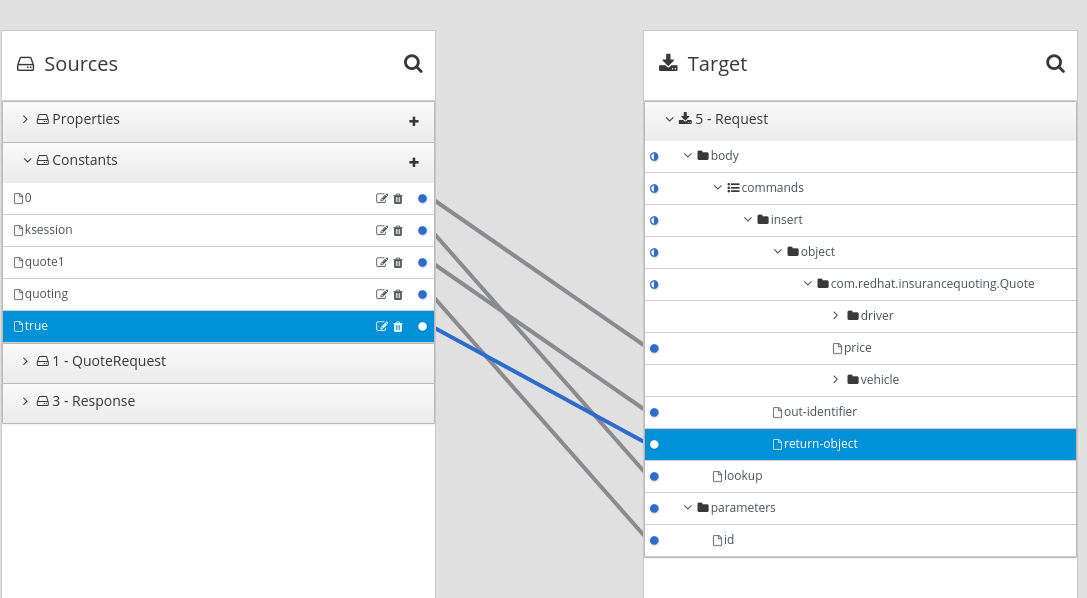 Sources
Properties
Constants
0
ksession
quote1
quoting
true
1 - QuoteRequest
3 - Response
Target
5 - Request
body
commands
insert
object
com.redhat.insurancequoting.Quote
driver
price
vehicle
out-identifier
return-object
lookup
parameters
id